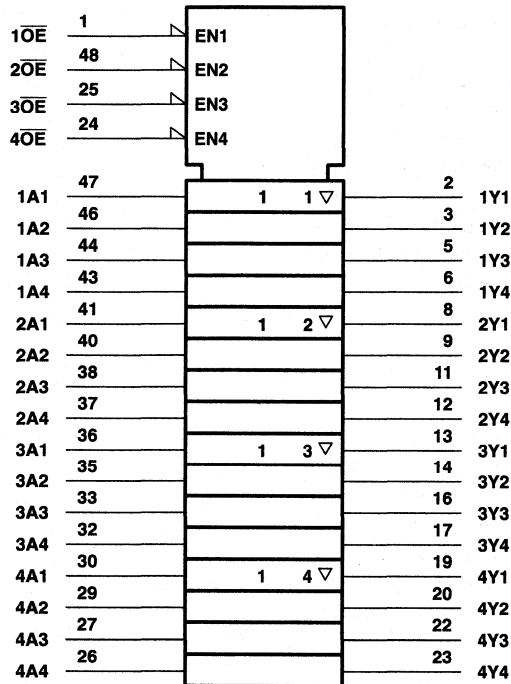 1O̅E̅ 1 EN1
2O̅E̅ 48 EN2
3O̅E̅ 25 EN3
4O̅E̅ 24 EN4
1A1 47 1 1 ▽ 2 1Y1
1A2 46 3 1Y2
1A3 44 5 1Y3
1A4 43 6 1Y4
2A1 41 1 2 ▽ 8 2Y1
2A2 40 9 2Y2
2A3 38 11 2Y3
2A4 37 12 2Y4
3A1 36 1 3 ▽ 13 3Y1
3A2 35 14 3Y2
3A3 33 16 3Y3
3A4 32 17 3Y4
4A1 30 1 4 ▽ 19 4Y1
4A2 29 20 4Y2
4A3 27 22 4Y3
4A4 26 23 4Y4